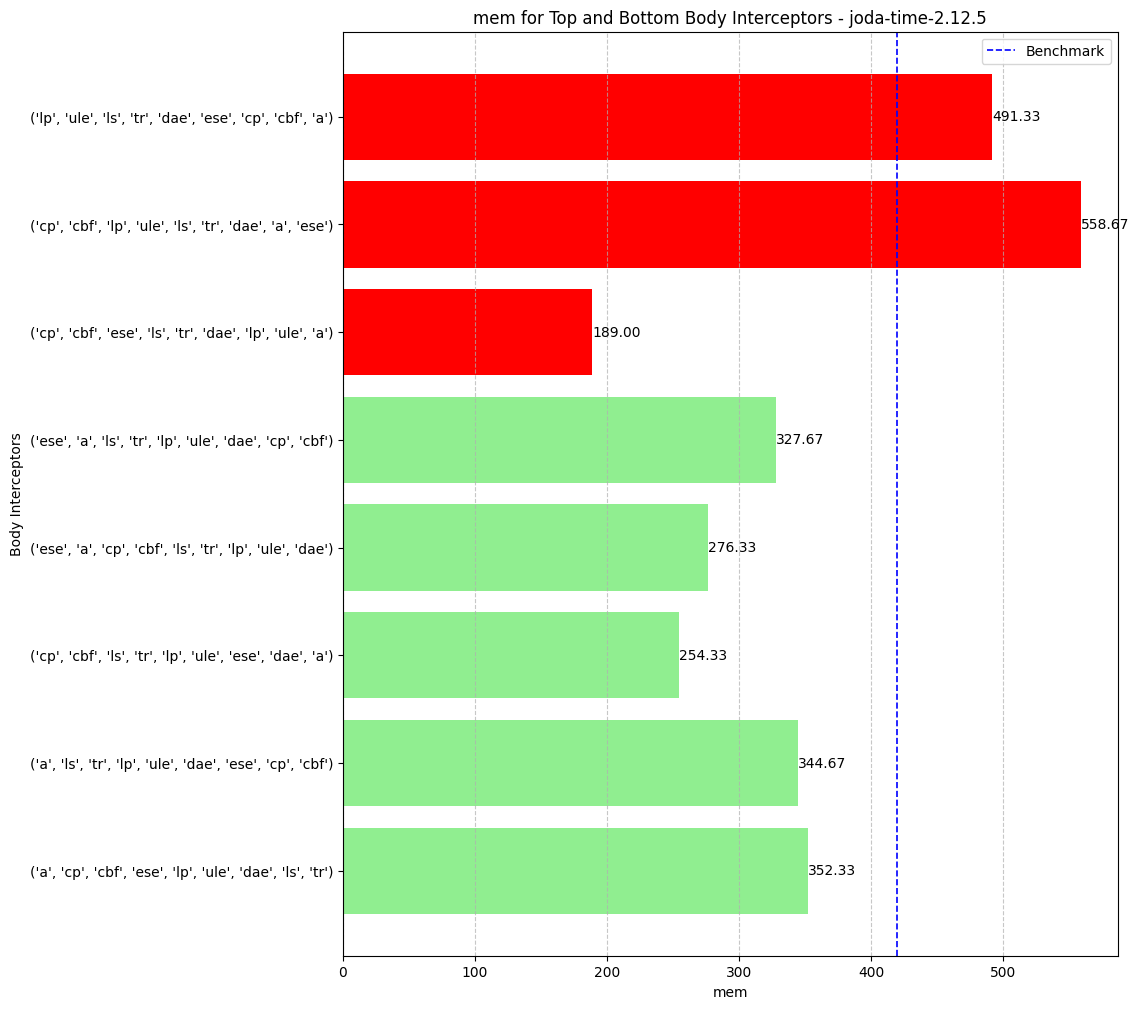 mem for Top and Bottom Body Interceptors - joda-time-2.12.5
Benchmark
('lp', 'ule', 'ls', 'tr', 'dae', 'ese', 'cp', 'cbf', 'a')
491.33
('cp', 'cbf', 'lp', 'ule', 'ls', 'tr', 'dae', 'a', 'ese')
558.67
('cp', 'cbf', 'ese', 'ls', 'tr', 'dae', 'lp', 'ule', 'a')
189.00
('ese', 'a', 'ls', 'tr', 'lp', 'ule', 'dae', 'cp', 'cbf')
327.67
('ese', 'a', 'cp', 'cbf', 'ls', 'tr', 'lp', 'ule', 'dae')
276.33
('cp', 'cbf', 'ls', 'tr', 'lp', 'ule', 'ese', 'dae', 'a')
254.33
('a', 'ls', 'tr', 'lp', 'ule', 'dae', 'ese', 'cp', 'cbf')
344.67
('a', 'cp', 'cbf', 'ese', 'lp', 'ule', 'dae', 'ls', 'tr')
352.33
Body Interceptors
0 100 200 300 400 500
mem